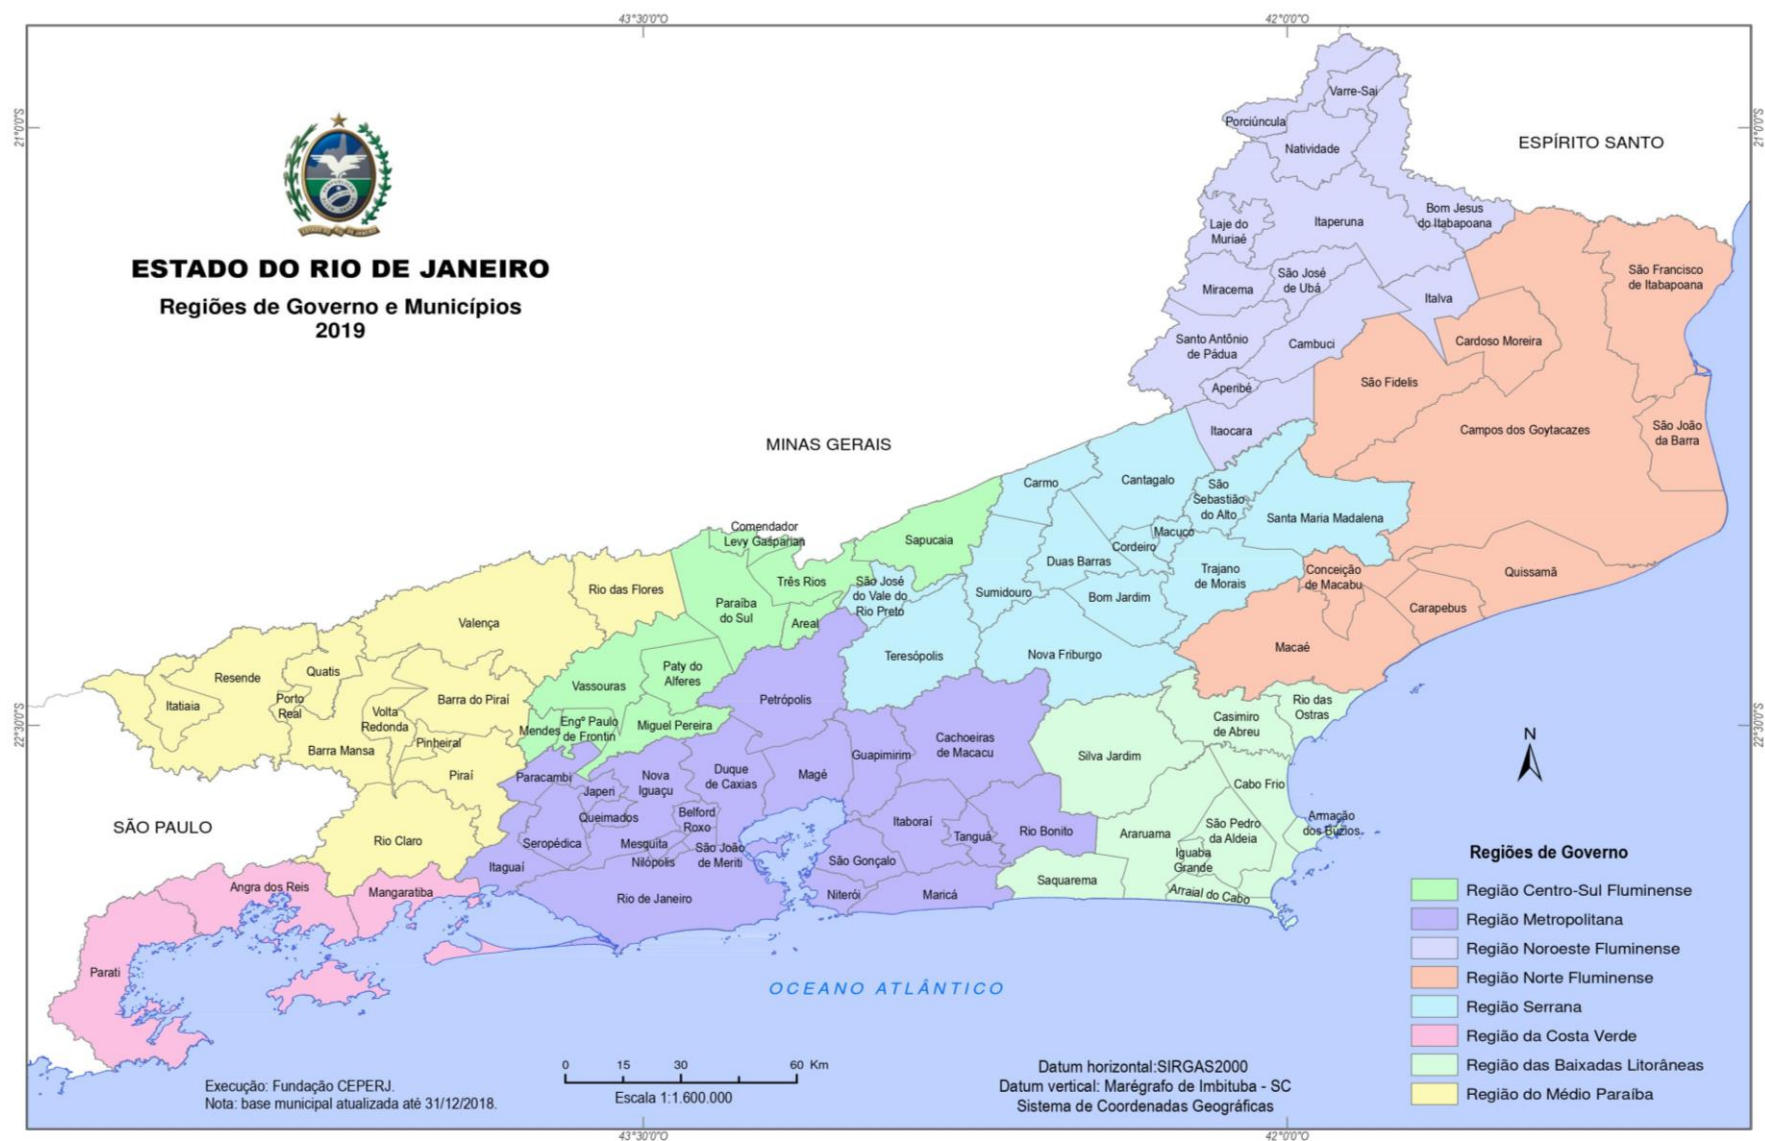 43°30'0"O
42°0'0"O
21°0'0"S
21°0'0"S
ESTADO DO RIO DE JANEIRO
Regiões de Governo e Municípios
2019
ESPÍRITO SANTO
MINAS GERAIS
SÃO PAULO
Varre-Sai
Porciúncula
Natividade
Bom Jesus
do Itabapoana
Itaperuna
Laje do
Muriaé
São José
de Ubá
Miracema
Italva
Santo Antônio
de Pádua
Cambuci
Aperibé
Itaocara
São Francisco
de Itabapoana
Cardoso Moreira
São Fidelis
Campos dos Goytacazes
São João
da Barra
Quissamã
Conceição
de Macabu
Carapebus
Macaé
Carmo
Cantagalo
São
Sebastião
do Alto
Santa Maria Madalena
Macuco
Cordeiro
Duas Barras
Trajano
de Morais
Sumidouro
Bom Jardim
São José
do Vale do
Rio Preto
Teresópolis
Nova Friburgo
Petrópolis
Comendador
Levy Gasparian
Sapucaia
Três Rios
Paraíba
do Sul
Areal
Paty do
Alferes
Vassouras
Mendes
Engº Paulo
de Frontin
Miguel Pereira
Rio das Flores
Valença
Resende
Quatis
Itatiaia
Porto
Real
Volta
Redonda
Barra do Piraí
Barra Mansa
Pinheiral
Piraí
Rio Claro
Angra dos Reis
Mangaratiba
Parati
Paracambi
Japeri
Nova
Iguaçu
Duque
de Caxias
Magé
Guapimirim
Cachoeiras
de Macacu
Queimados
Belford
Roxo
Seropédica
Mesquita
Nilópolis
São João
de Meriti
Itaguaí
Rio de Janeiro
Itaboraí
Tanguá
Rio Bonito
São Gonçalo
Niterói
Maricá
Silva Jardim
Casimiro
de Abreu
Rio das
Ostras
Cabo Frio
Armação
dos Búzios
Araruama
São Pedro
da Aldeia
Iguaba
Grande
Saquarema
Arraial do Cabo
22°30'0"S
22°30'0"S
N
OCEANO ATLÂNTICO
Regiões de Governo
Região Centro-Sul Fluminense
Região Metropolitana
Região Noroeste Fluminense
Região Norte Fluminense
Região Serrana
Região da Costa Verde
Região das Baixadas Litorâneas
Região do Médio Paraíba
0 15 30 60 Km
Escala 1:1.600.000
Execução: Fundação CEPERJ.
Nota: base municipal atualizada até 31/12/2018.
Datum horizontal:SIRGAS2000
Datum vertical: Marégrafo de Imbituba - SC
Sistema de Coordenadas Geográficas
43°30'0"O
42°0'0"O